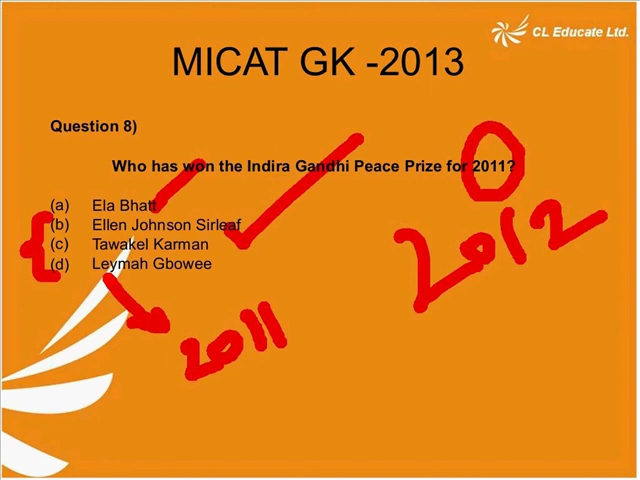 CL Educate Ltd.
MICAT GK -2013
Question 8)
Who has won the Indira Gandhi Peace Prize for 2011?
(a) Ela Bhatt
(b) Ellen Johnson Sirleaf
(c) Tawakel Karman
(d) Leymah Gbowee
2012
2011